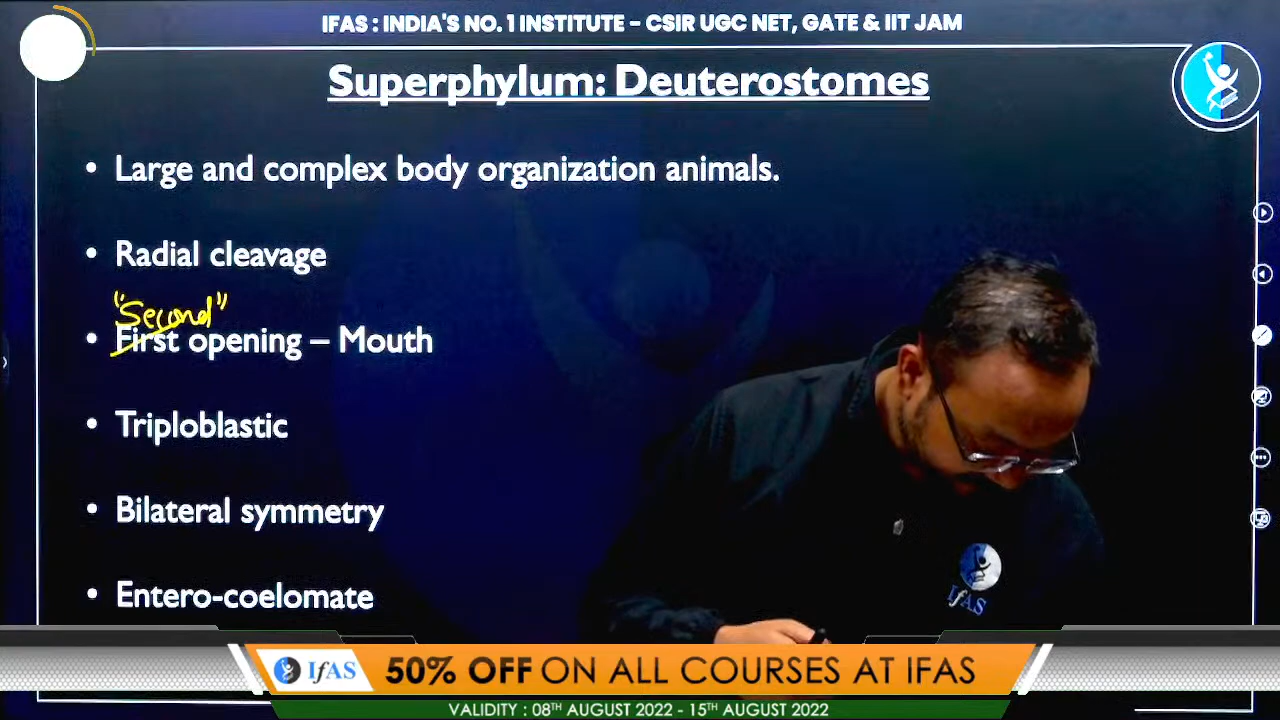 IFAS : INDIA'S NO. 1 INSTITUTE – CSIR UGC NET, GATE & IIT JAM
Superphylum: Deuterostomes
• Large and complex body organization animals.
• Radial cleavage
"Second"
• First opening – Mouth
• Triploblastic
• Bilateral symmetry
• Entero-coelomate
IfAS
IfAS 50% OFF ON ALL COURSES AT IFAS
VALIDITY : 08TH AUGUST 2022 - 15TH AUGUST 2022